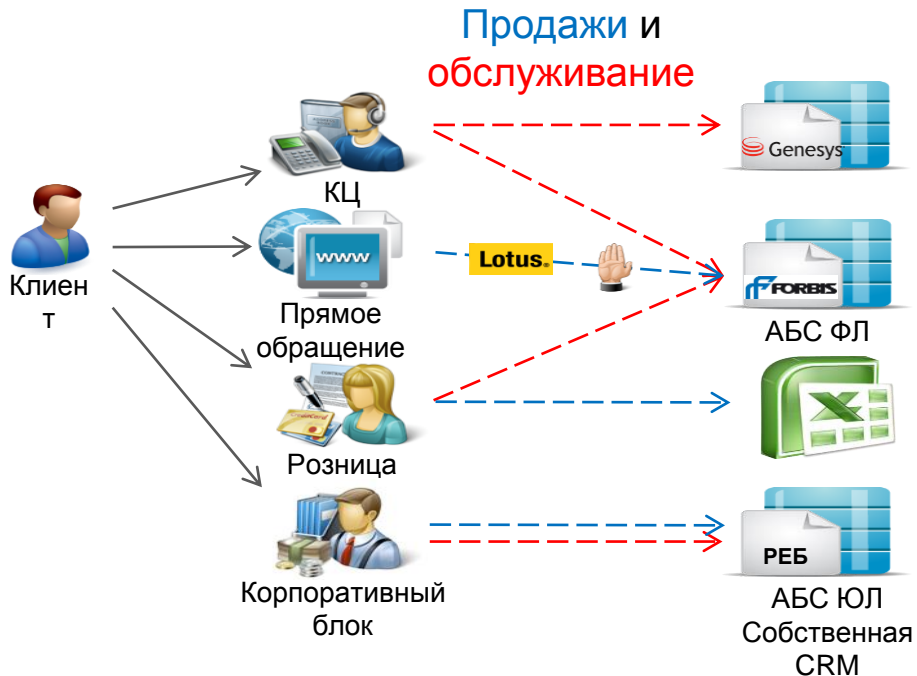 Продажи и
обслуживание
Genesys
КЦ
www
Lotus.
FORBIS
Клиен
т
Прямое
обращение
АБС ФЛ
Розница
РЕБ
Корпоративный
блок
АБС ЮЛ
Собственная
CRM